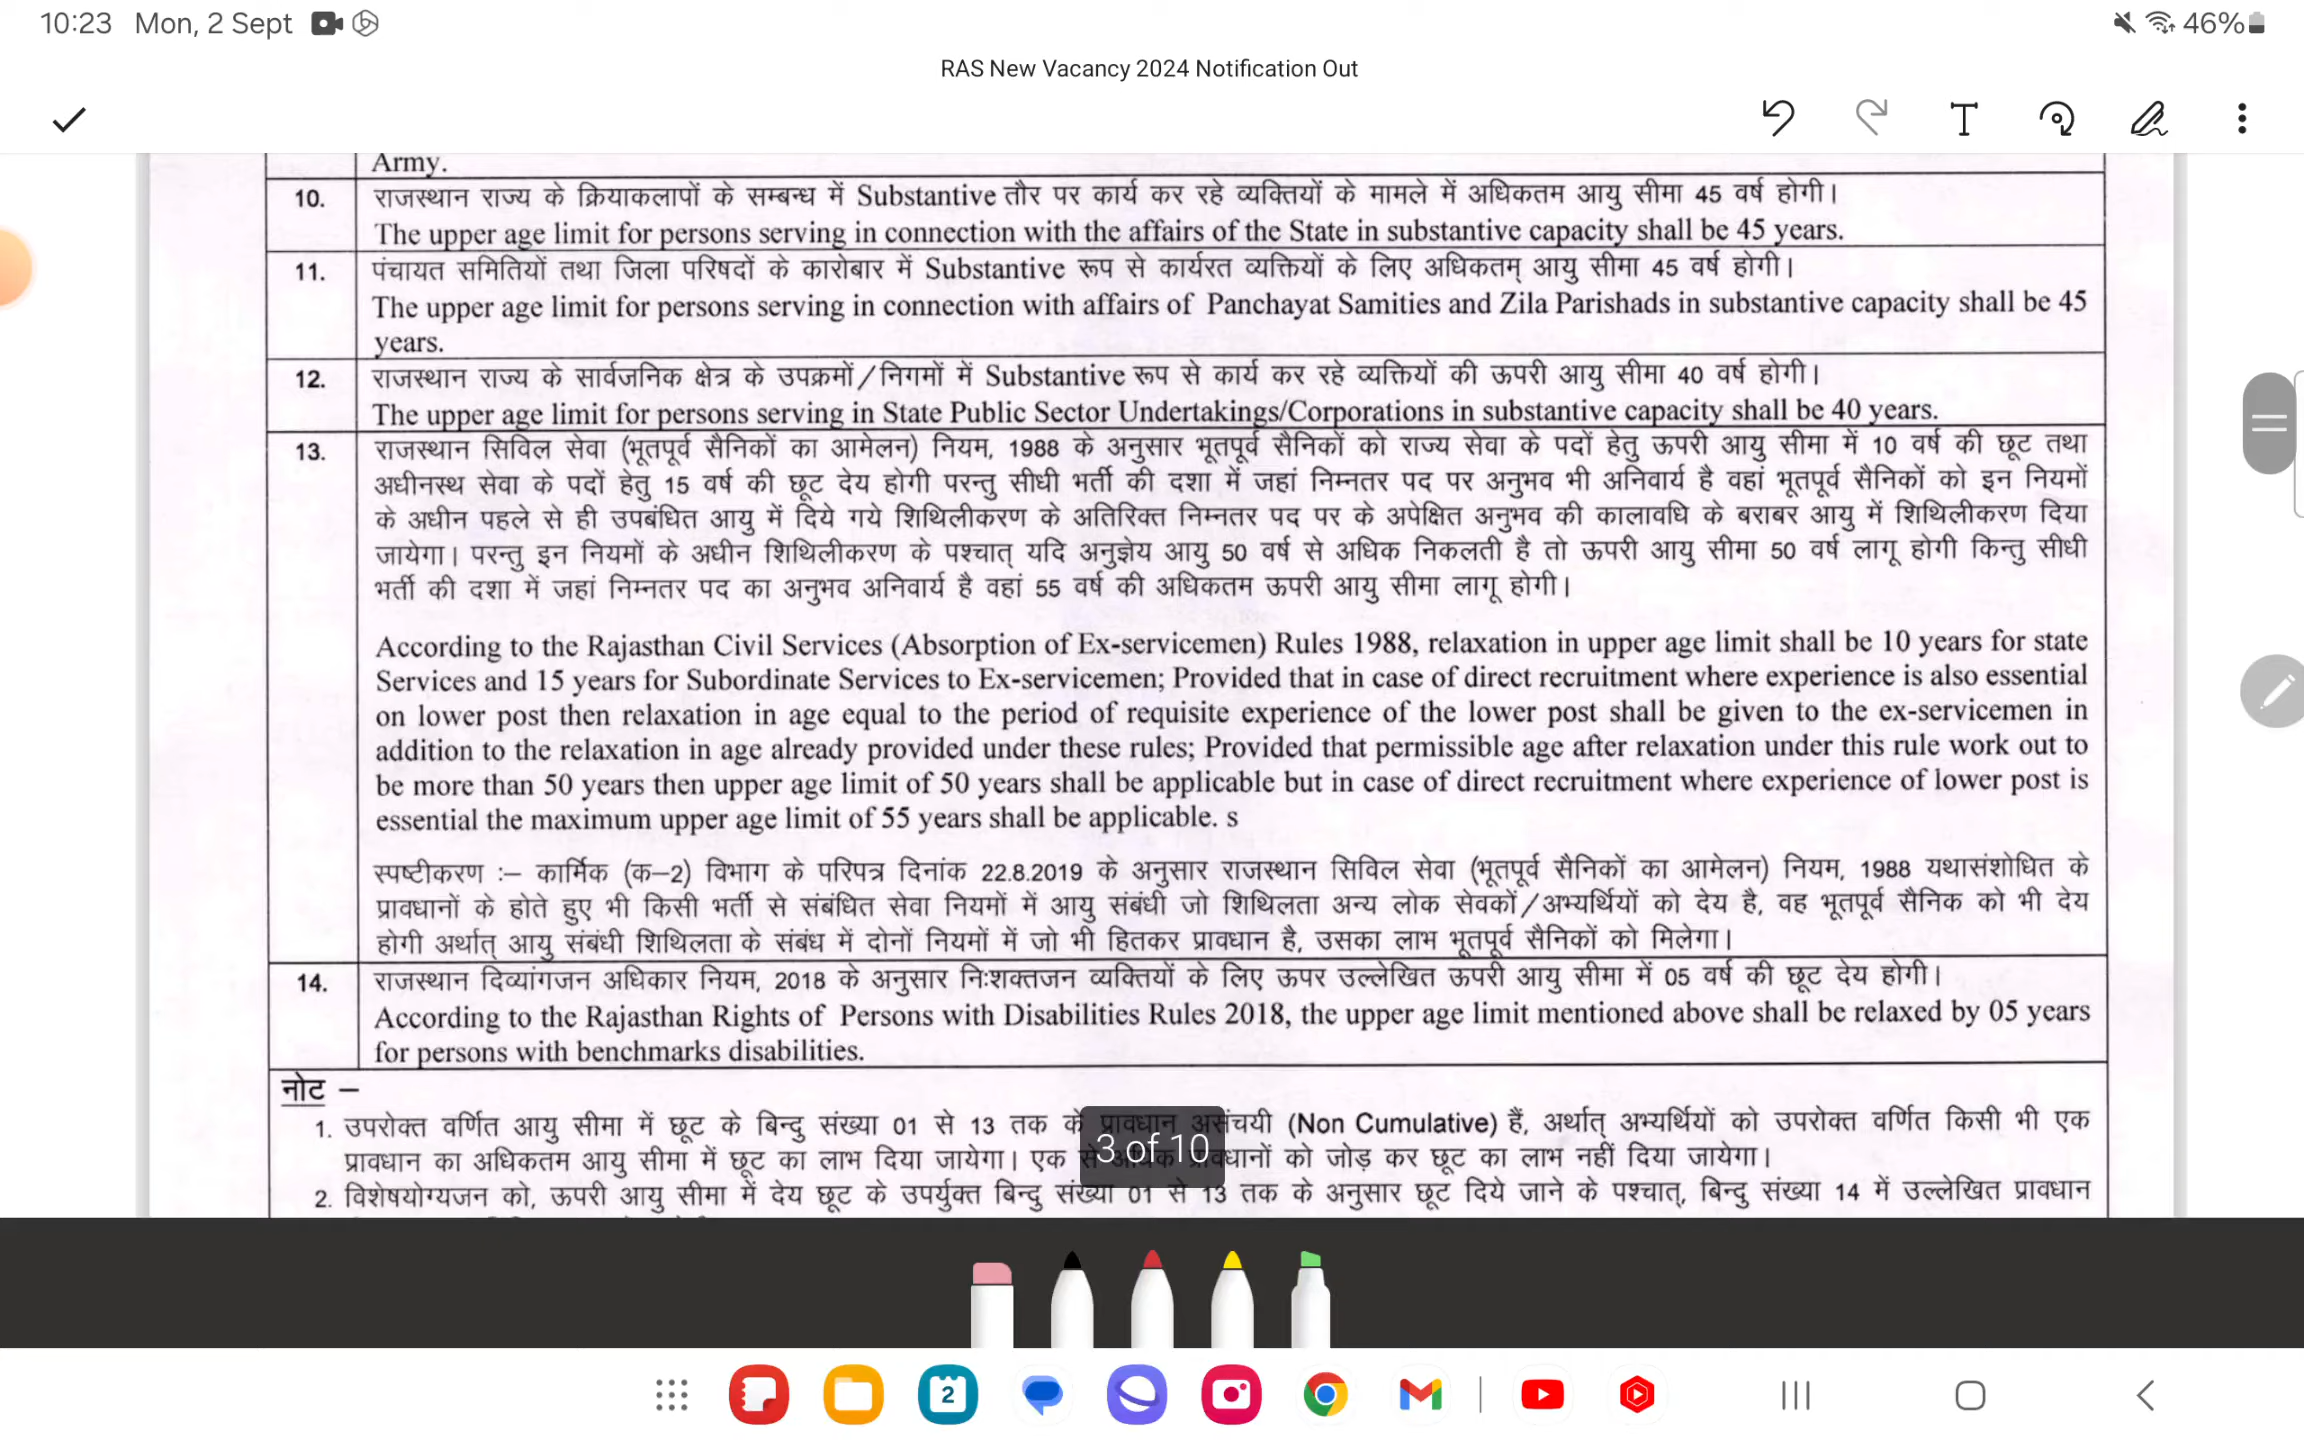 10:23 Mon, 2 Sept
46%
RAS New Vacancy 2024 Notification Out
Army.
10. राजस्थान राज्य के क्रियाकलापों के सम्बन्ध में Substantive तौर पर कार्य कर रहे व्यक्तियों के मामले में अधिकतम आयु सीमा 45 वर्ष होगी।
The upper age limit for persons serving in connection with the affairs of the State in substantive capacity shall be 45 years.
11. पंचायत समितियों तथा जिला परिषदों के कारोबार में Substantive रूप से कार्यरत व्यक्तियों के लिए अधिकतम् आयु सीमा 45 वर्ष होगी।
The upper age limit for persons serving in connection with affairs of Panchayat Samities and Zila Parishads in substantive capacity shall be 45
years.
12. राजस्थान राज्य के सार्वजनिक क्षेत्र के उपक्रमों/निगमों में Substantive रूप से कार्य कर रहे व्यक्तियों की ऊपरी आयु सीमा 40 वर्ष होगी।
The upper age limit for persons serving in State Public Sector Undertakings/Corporations in substantive capacity shall be 40 years.
13. राजस्थान सिविल सेवा (भूतपूर्व सैनिकों का आमेलन) नियम, 1988 के अनुसार भूतपूर्व सैनिकों को राज्य सेवा के पदों हेतु ऊपरी आयु सीमा में 10 वर्ष की छूट तथा
अधीनस्थ सेवा के पदों हेतु 15 वर्ष की छूट देय होगी परन्तु सीधी भर्ती की दशा में जहां निम्नतर पद पर अनुभव भी अनिवार्य है वहां भूतपूर्व सैनिकों को इन नियमों
के अधीन पहले से ही उपबंधित आयु में दिये गये शिथिलीकरण के अतिरिक्त निम्नतर पद पर के अपेक्षित अनुभव की कालावधि के बराबर आयु में शिथिलीकरण दिया
जायेगा। परन्तु इन नियमों के अधीन शिथिलीकरण के पश्चात् यदि अनुज्ञेय आयु 50 वर्ष से अधिक निकलती है तो ऊपरी आयु सीमा 50 वर्ष लागू होगी किन्तु सीधी
भर्ती की दशा में जहां निम्नतर पद का अनुभव अनिवार्य है वहां 55 वर्ष की अधिकतम ऊपरी आयु सीमा लागू होगी।
According to the Rajasthan Civil Services (Absorption of Ex-servicemen) Rules 1988, relaxation in upper age limit shall be 10 years for state
Services and 15 years for Subordinate Services to Ex-servicemen; Provided that in case of direct recruitment where experience is also essential
on lower post then relaxation in age equal to the period of requisite experience of the lower post shall be given to the ex-servicemen in
addition to the relaxation in age already provided under these rules; Provided that permissible age after relaxation under this rule work out to
be more than 50 years then upper age limit of 50 years shall be applicable but in case of direct recruitment where experience of lower post is
essential the maximum upper age limit of 55 years shall be applicable. s
स्पष्टीकरण :– कार्मिक (क–2) विभाग के परिपत्र दिनांक 22.8.2019 के अनुसार राजस्थान सिविल सेवा (भूतपूर्व सैनिकों का आमेलन) नियम, 1988 यथासंशोधित के
प्रावधानों के होते हुए भी किसी भर्ती से संबंधित सेवा नियमों में आयु संबंधी जो शिथिलता अन्य लोक सेवकों/अभ्यर्थियों को देय है, वह भूतपूर्व सैनिक को भी देय
होगी अर्थात् आयु संबंधी शिथिलता के संबंध में दोनों नियमों में जो भी हितकर प्रावधान है, उसका लाभ भूतपूर्व सैनिकों को मिलेगा।
14. राजस्थान दिव्यांगजन अधिकार नियम, 2018 के अनुसार निःशक्तजन व्यक्तियों के लिए ऊपर उल्लेखित ऊपरी आयु सीमा में 05 वर्ष की छूट देय होगी।
According to the Rajasthan Rights of Persons with Disabilities Rules 2018, the upper age limit mentioned above shall be relaxed by 05 years
for persons with benchmarks disabilities.
नोट –
1. उपरोक्त वर्णित आयु सीमा में छूट के बिन्दु संख्या 01 से 13 तक के प्रावधान असंचयी (Non Cumulative) हैं, अर्थात् अभ्यर्थियों को उपरोक्त वर्णित किसी भी एक
प्रावधान का अधिकतम आयु सीमा में छूट का लाभ दिया जायेगा। एक से अधिक प्रावधानों को जोड़ कर छूट का लाभ नहीं दिया जायेगा।
3 of 10
2. विशेषयोग्यजन को, ऊपरी आयु सीमा में देय छूट के उपर्युक्त बिन्दु संख्या 01 से 13 तक के अनुसार छूट दिये जाने के पश्चात्, बिन्दु संख्या 14 में उल्लेखित प्रावधान
2